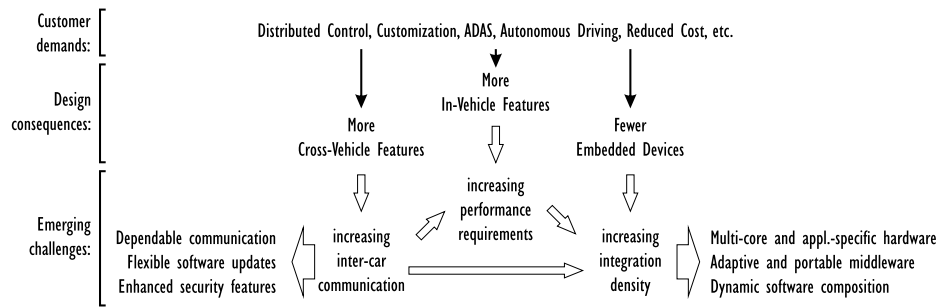 Customer
demands:
Distributed Control, Customization, ADAS, Autonomous Driving, Reduced Cost, etc.
Design
consequences:
More
In-Vehicle Features
More
Cross-Vehicle Features
Fewer
Embedded Devices
Emerging
challenges:
increasing
performance
requirements
Dependable communication
Flexible software updates
Enhanced security features
increasing
inter-car
communication
increasing
integration
density
Multi-core and appl.-specific hardware
Adaptive and portable middleware
Dynamic software composition